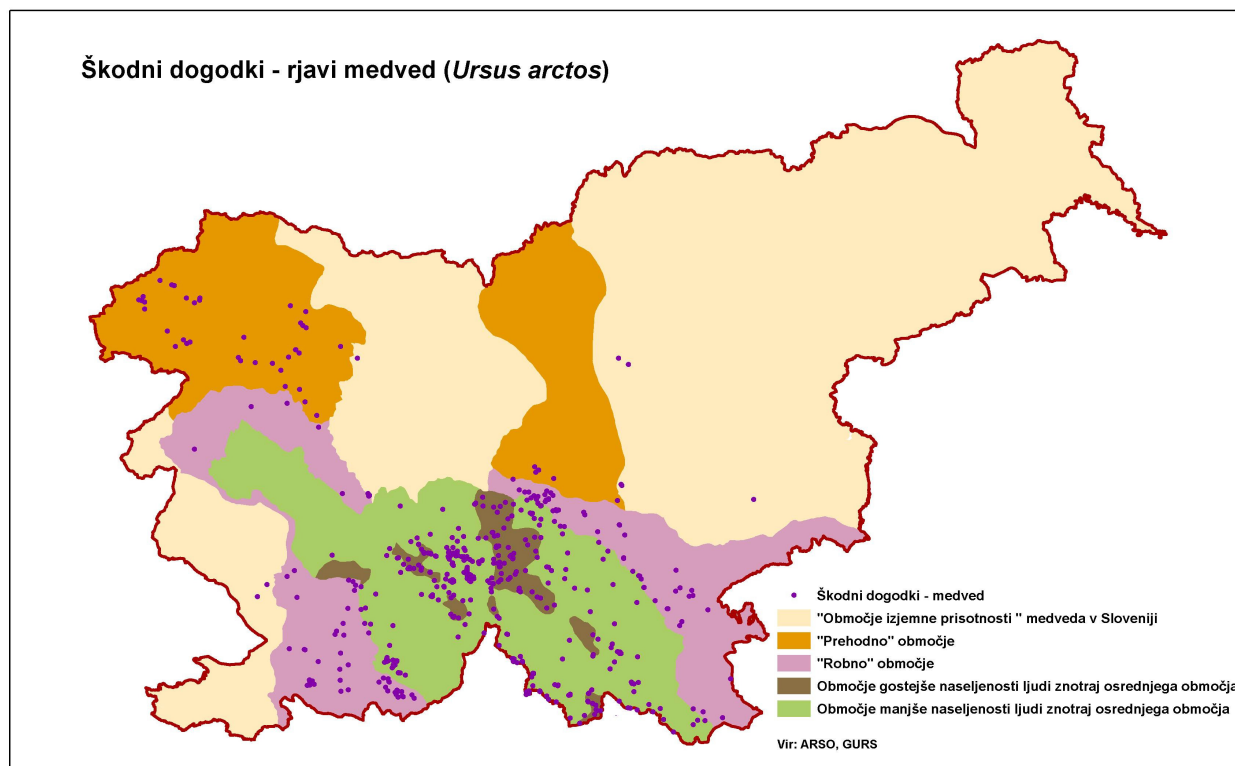 Škodni dogodki - rjavi medved (Ursus arctos)
Škodni dogodki - medved
"Območje izjemne prisotnosti " medveda v Sloveniji
"Prehodno" območje
"Robno" območje
Območje gostejše naseljenosti ljudi znotraj osrednjega območja
Območje manjše naseljenosti ljudi znotraj osrednjega območja
Vir: ARSO, GURS